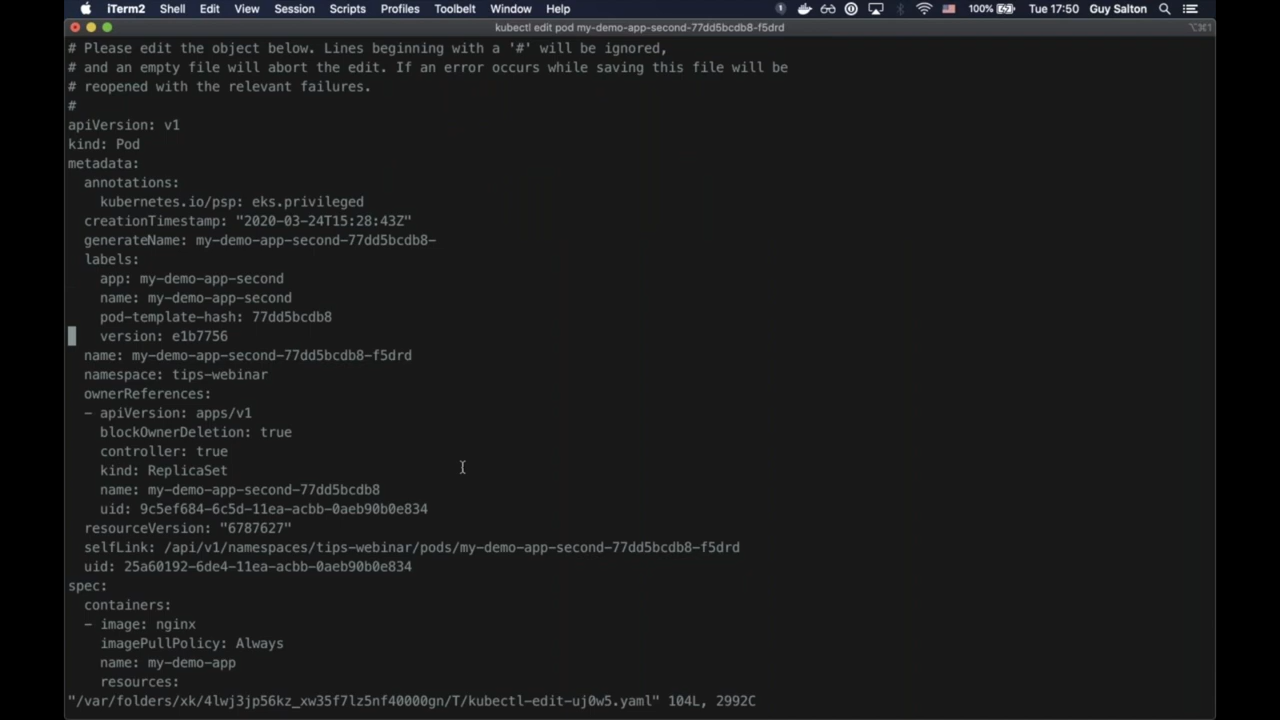 iTerm2 Shell Edit View Session Scripts Profiles Toolbelt Window Help 100% Tue 17:50 Guy Salton
kubectl edit pod my-demo-app-second-77dd5bcdb8-f5drd
⌥⌘1
# Please edit the object below. Lines beginning with a '#' will be ignored,
# and an empty file will abort the edit. If an error occurs while saving this file will be
# reopened with the relevant failures.
#
apiVersion: v1
kind: Pod
metadata:
  annotations:
    kubernetes.io/psp: eks.privileged
  creationTimestamp: "2020-03-24T15:28:43Z"
  generateName: my-demo-app-second-77dd5bcdb8-
  labels:
    app: my-demo-app-second
    name: my-demo-app-second
    pod-template-hash: 77dd5bcdb8
    version: e1b7756
  name: my-demo-app-second-77dd5bcdb8-f5drd
  namespace: tips-webinar
  ownerReferences:
  - apiVersion: apps/v1
    blockOwnerDeletion: true
    controller: true
    kind: ReplicaSet
    name: my-demo-app-second-77dd5bcdb8
    uid: 9c5ef684-6c5d-11ea-acbb-0aeb90b0e834
  resourceVersion: "6787627"
  selfLink: /api/v1/namespaces/tips-webinar/pods/my-demo-app-second-77dd5bcdb8-f5drd
  uid: 25a60192-6de4-11ea-acbb-0aeb90b0e834
spec:
  containers:
  - image: nginx
    imagePullPolicy: Always
    name: my-demo-app
    resources:
"/var/folders/xk/4lwj3jp56kz_xw35f7lz5nf40000gn/T/kubectl-edit-uj0w5.yaml" 104L, 2992C